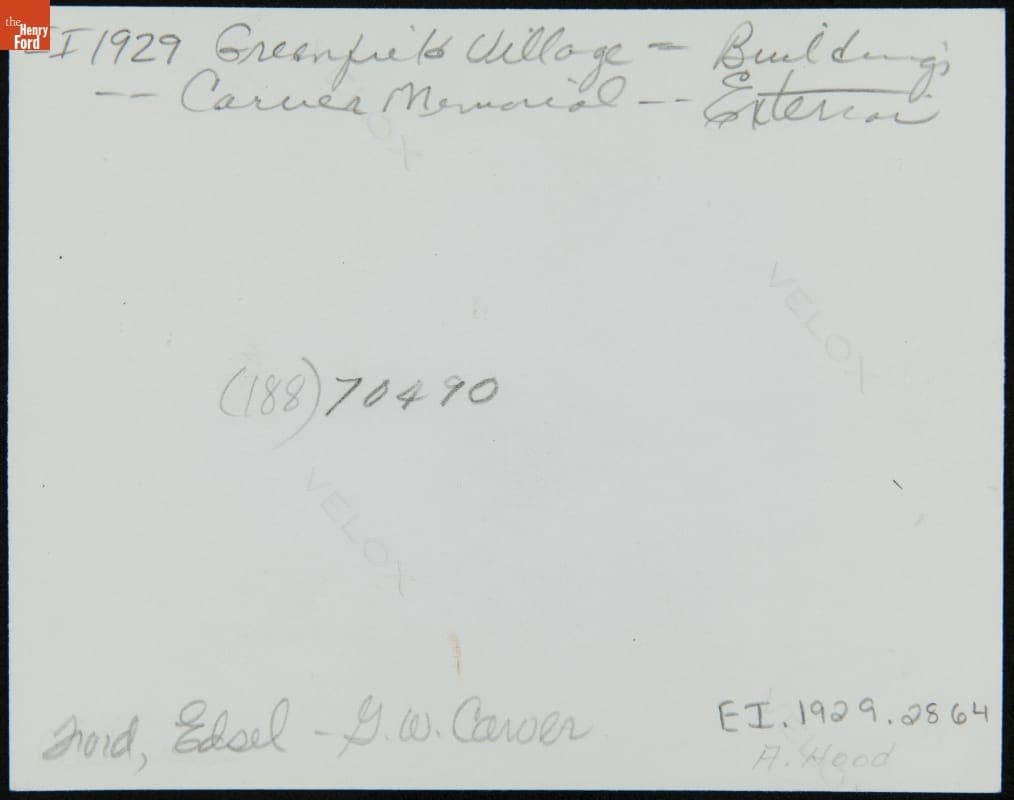 the Henry Ford
EI 1929 Greenfield Village - Buildings
-- Carver Memorial -- Exterior
VELOX
(188) 70490
VELOX
Ford, Edsel - G.W. Carver
EI.1929.2864
A. Hood